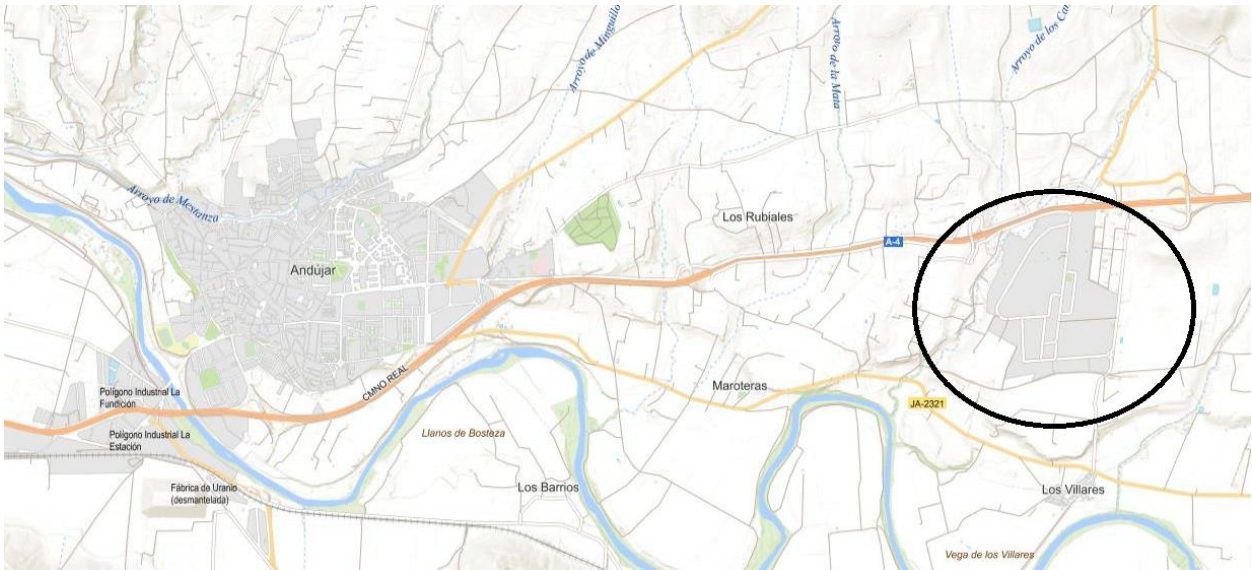 Arroyo de Minguillo
Arroyo de la Mata
Arroyo de los
Arroyo de Mestanza
Los Rubiales
A-4
Andújar
CMNO REAL
Maroteras
JA-2321
Polígono Industrial La
Fundición
Polígono Industrial La
Estación
Llanos de Bosteza
Fábrica de Uranio
(desmantelada)
Los Barrios
Los Villares
Vega de los Villares